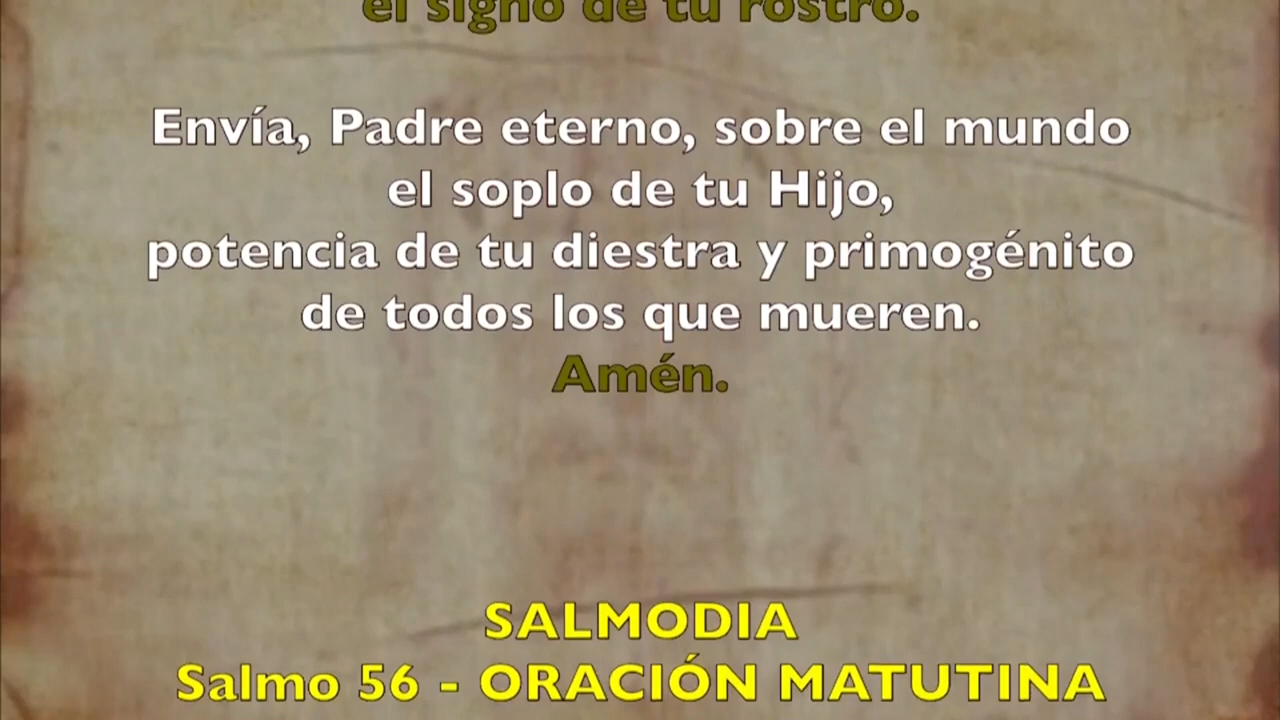 el signo de tu rostro.
Envía, Padre eterno, sobre el mundo
el soplo de tu Hijo,
potencia de tu diestra y primogénito
de todos los que mueren.
Amén.
SALMODIA
Salmo 56 - ORACIÓN MATUTINA